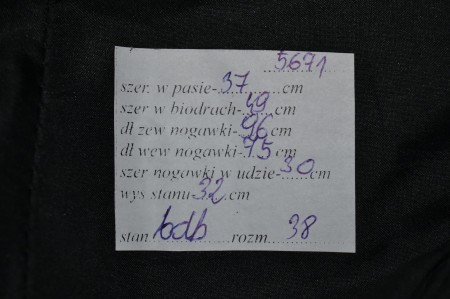 5671
szer. w pasie-37cm
szer w biodrach-49cm
dł zew nogawki-96cm
dł wew nogawki-75cm
szer nogawki w udzie-30cm
wys stanu-32cm
stan bdb rozm. 38